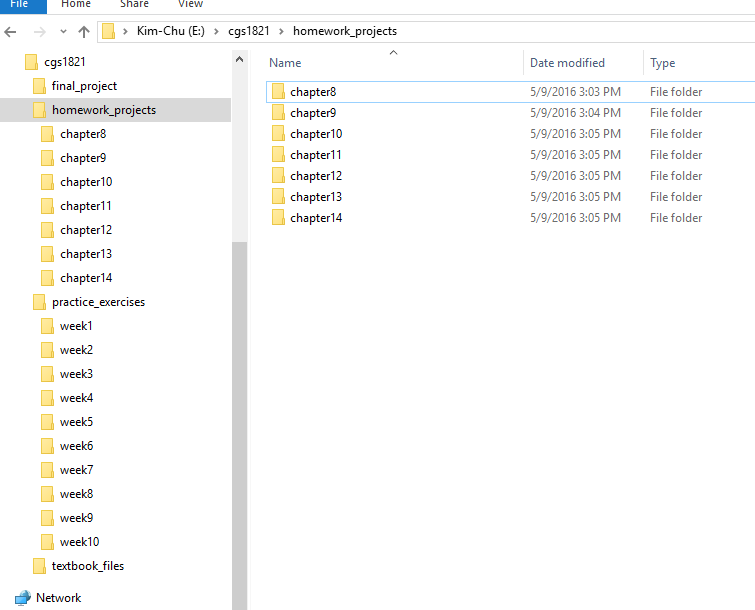 File Home Share View
Kim-Chu (E:) cgs1821 homework_projects
cgs1821
final_project
homework_projects
chapter8
chapter9
chapter10
chapter11
chapter12
chapter13
chapter14
practice_exercises
week1
week2
week3
week4
week5
week6
week7
week8
week9
week10
textbook_files
Network
Name Date modified Type
chapter8 5/9/2016 3:03 PM File folder
chapter9 5/9/2016 3:04 PM File folder
chapter10 5/9/2016 3:05 PM File folder
chapter11 5/9/2016 3:05 PM File folder
chapter12 5/9/2016 3:05 PM File folder
chapter13 5/9/2016 3:05 PM File folder
chapter14 5/9/2016 3:05 PM File folder